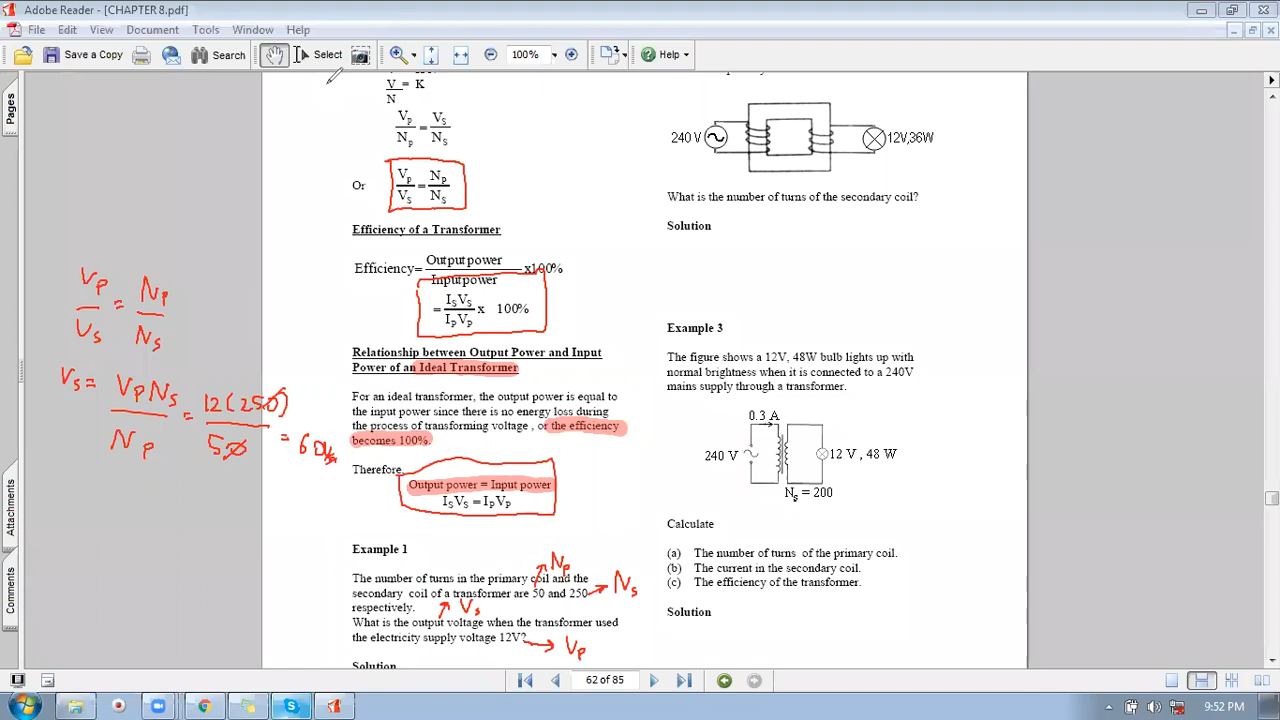 Adobe Reader - [CHAPTER 8.pdf]
File Edit View Document Tools Window Help
Save a Copy Search Select 100% Help
Pages
Attachments
Comments
V = K
N
Vp = Vs
Np Ns
Or Vp = Np
Vs Ns
Efficiency of a Transformer
Efficiency= Output power x100%
Input power
= IsVs x 100%
IpVp
Relationship between Output Power and Input
Power of an Ideal Transformer
For an ideal transformer, the output power is equal to
the input power since there is no energy loss during
the process of transforming voltage , or the efficiency
becomes 100%.
Therefore,
Output power = Input power
IsVs = IpVp
Example 1
The number of turns in the primary coil and the
secondary coil of a transformer are 50 and 250
respectively.
What is the output voltage when the transformer used
the electricity supply voltage 12V?
Solution
Np
Ns
Vs
Vp
Vp = Np
Vs Ns
Vs = VpNs = 12(250) = 60V
Np 50
240 V 12V,36W
What is the number of turns of the secondary coil?
Solution
Example 3
The figure shows a 12V, 48W bulb lights up with
normal brightness when it is connected to a 240V
mains supply through a transformer.
0.3 A
240 V 12 V , 48 W
Ns = 200
Calculate
(a) The number of turns of the primary coil.
(b) The current in the secondary coil.
(c) The efficiency of the transformer.
Solution
62 of 85
9:52 PM